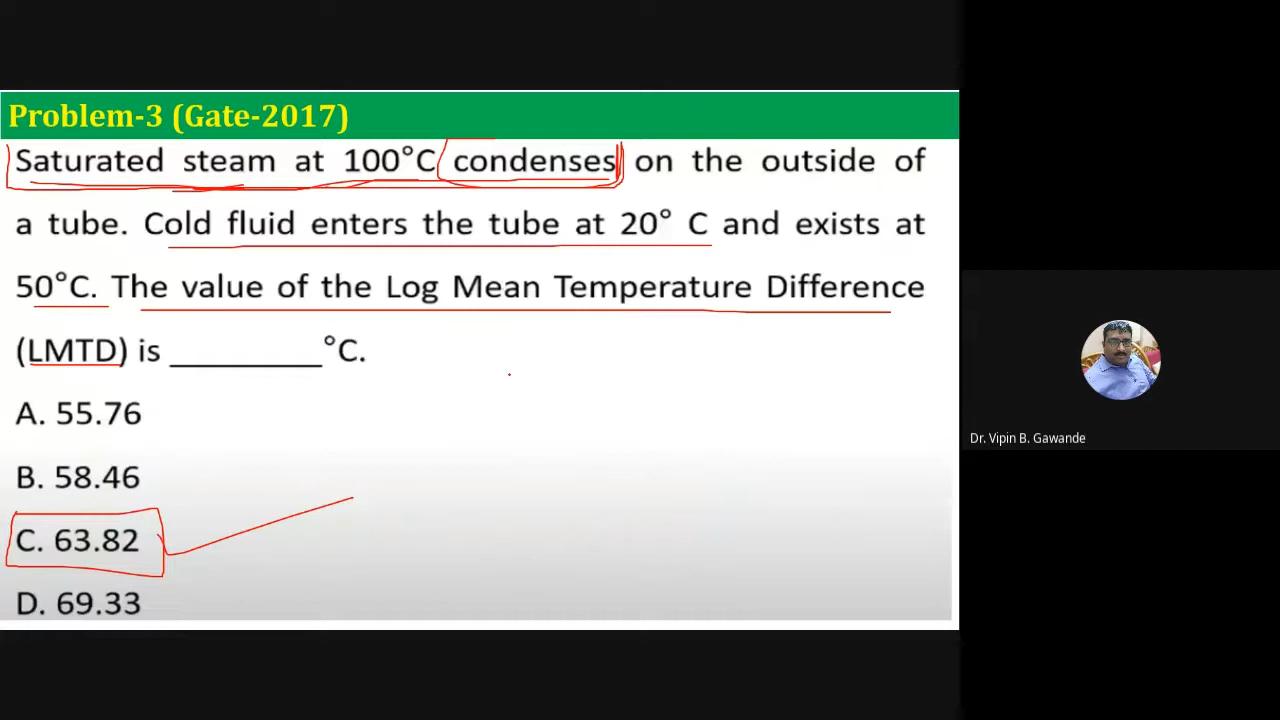 Problem-3 (Gate-2017)
Saturated steam at 100°C condenses on the outside of
a tube. Cold fluid enters the tube at 20° C and exists at
50°C. The value of the Log Mean Temperature Difference
(LMTD) is _________°C.
A. 55.76
B. 58.46
C. 63.82
D. 69.33
Dr. Vipin B. Gawande